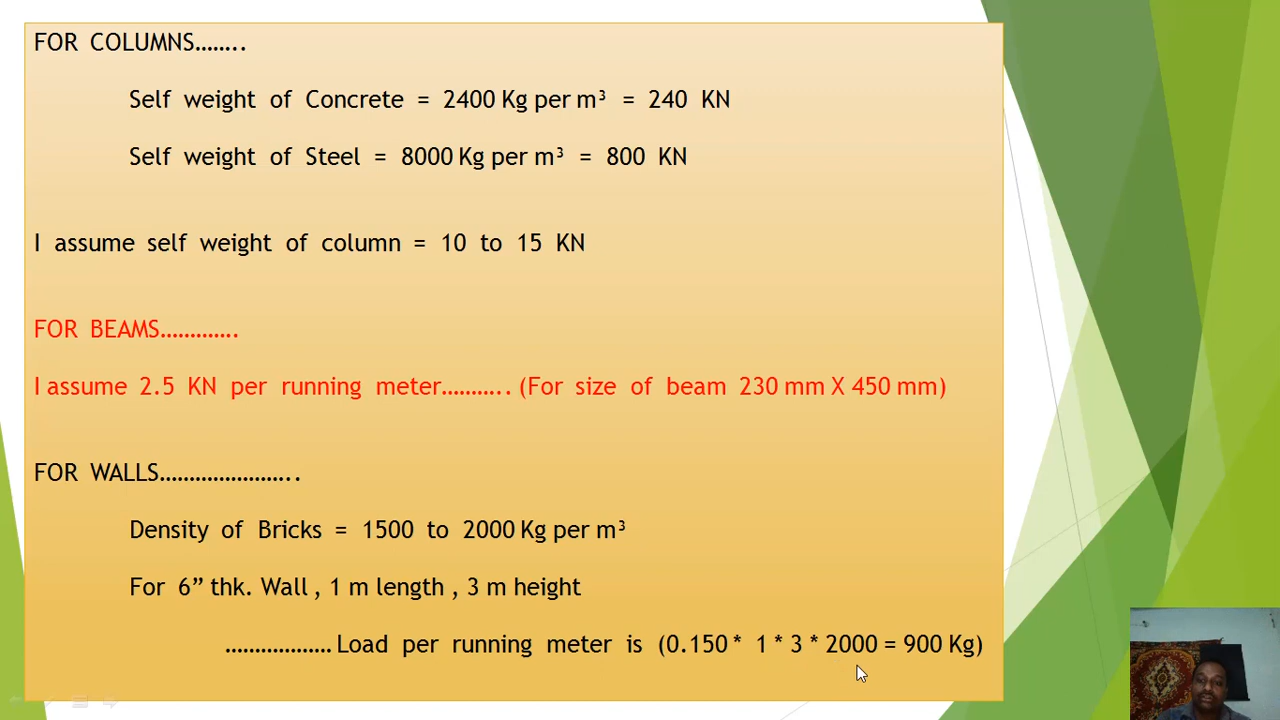 FOR COLUMNS……..
Self weight of Concrete = 2400 Kg per m³ = 240 KN
Self weight of Steel = 8000 Kg per m³ = 800 KN
I assume self weight of column = 10 to 15 KN
FOR BEAMS………….
I assume 2.5 KN per running meter……….. (For size of beam 230 mm X 450 mm)
FOR WALLS…………………..
Density of Bricks = 1500 to 2000 Kg per m³
For 6” thk. Wall , 1 m length , 3 m height
……………… Load per running meter is (0.150 * 1 * 3 * 2000 = 900 Kg)